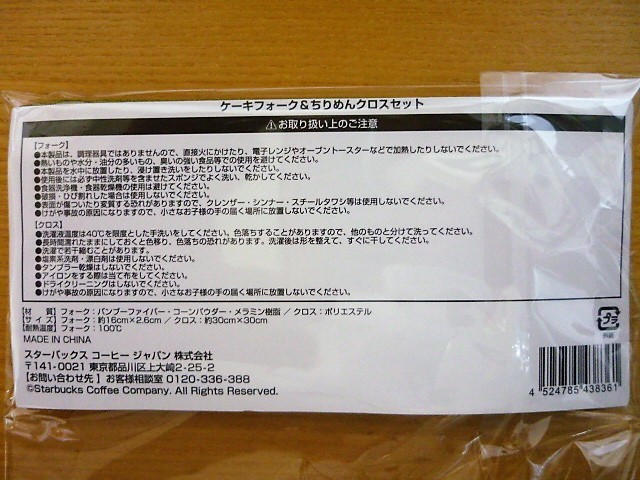 ケーキフォーク&ちりめんクロスセット
⚠お取り扱い上のご注意
【フォーク】
●本製品は、調理器具ではありませんので、直接火にかけたり、電子レンジやオーブントースターなどで加熱したりしないでください。
●熱いものや水分・油分の多いもの、臭いの強い食品等での使用を避けてください。
●本製品を水中に放置したり、浸け置き洗いをしたりしないでください。
●使用後には必ず中性洗剤等を含ませたスポンジでよく洗い、乾かしてください。
●食器洗浄機・食器乾燥機の使用は避けてください。
●破損・ひび割れした場合は使用しないでください。
●表面が傷ついたり変質する恐れがありますので、クレンザー・シンナー・スチールタワシ等は使用しないでください。
●けがや事故の原因になりますので、小さなお子様の手の届く場所に放置しないでください。
【クロス】
●洗濯液温度は40℃を限度とした手洗いをしてください。色落ちすることがありますので、他のものと分けて洗ってください。
●長時間濡れたままにしておくと色移り、色落ちの恐れがあります。洗濯後は形を整えて、すぐに干してください。
●洗濯で若干縮むことがあります。
●塩素系洗剤・漂白剤は使用しないでください。
●タンブラー乾燥はしないでください。
●アイロンをする際は当て布をしてください。
●ドライクリーニングはしないでください。
●けがや事故の原因になりますので、小さなお子様の手の届く場所に放置しないでください。
【材 質】 フォーク：バンブーファイバー・コーンパウダー・メラミン樹脂 / クロス：ポリエステル
【サ イ ズ】 フォーク：約16cm×2.6cm / クロス：約30cm×30cm
【耐熱温度】 フォーク：100℃
MADE IN CHINA
スターバックス コーヒー ジャパン 株式会社
〒141-0021 東京都品川区上大崎2-25-2
【お問い合わせ先】お客様相談室 0120-336-388
©Starbucks Coffee Company. All Rights Reserved.
プラ
外装
4 524785 438361